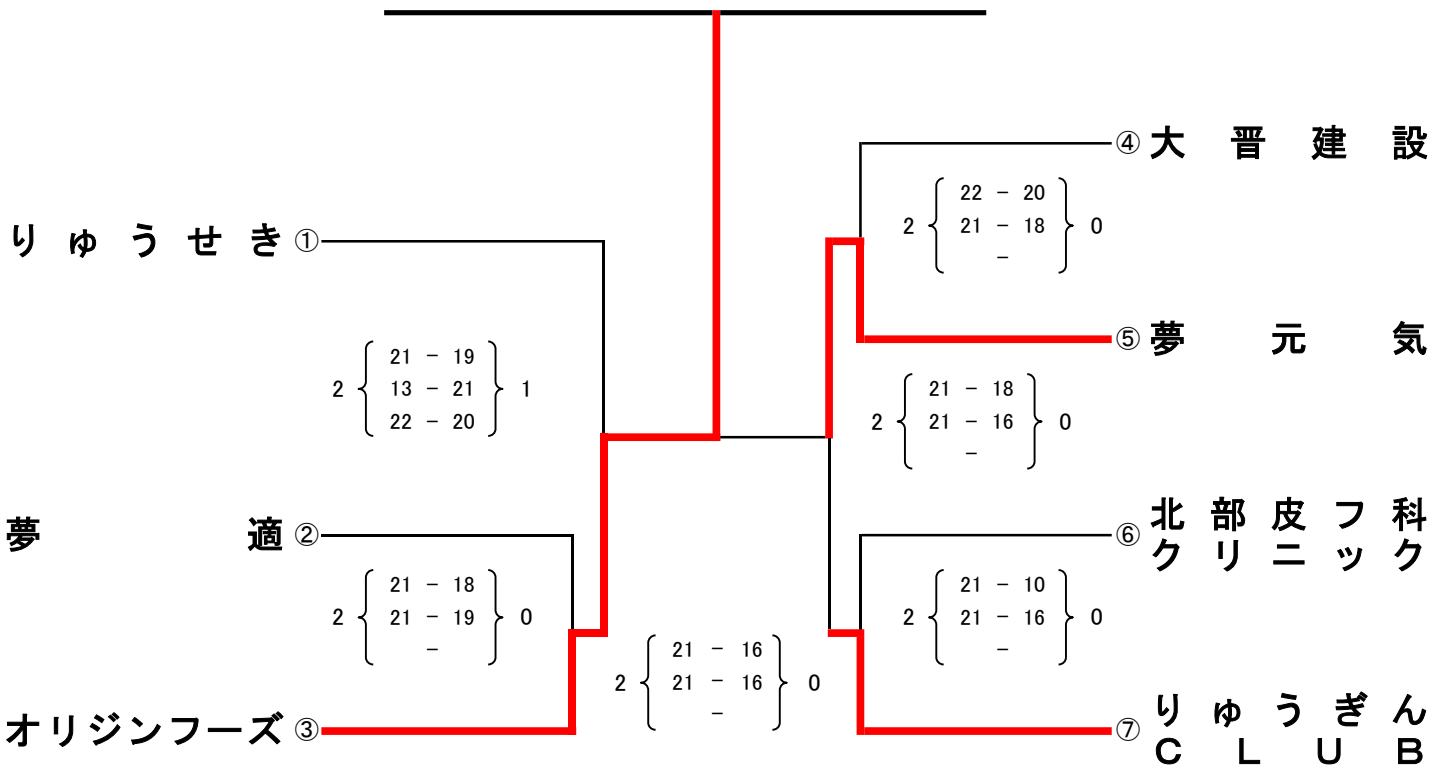 ④ 大晋建設
2 { 22 - 20 } 0
21 - 18
-
りゅうせき ①
⑤ 夢元気
2 { 21 - 19 } 1
13 - 21
22 - 20
2 { 21 - 18 } 0
21 - 16
-
夢適 ②
⑥ 北部皮フ科
クリニック
2 { 21 - 18 } 0
21 - 19
-
2 { 21 - 10 } 0
21 - 16
-
2 { 21 - 16 } 0
21 - 16
-
オリジンフーズ ③
⑦ りゅうぎん
ＣＬＵＢ